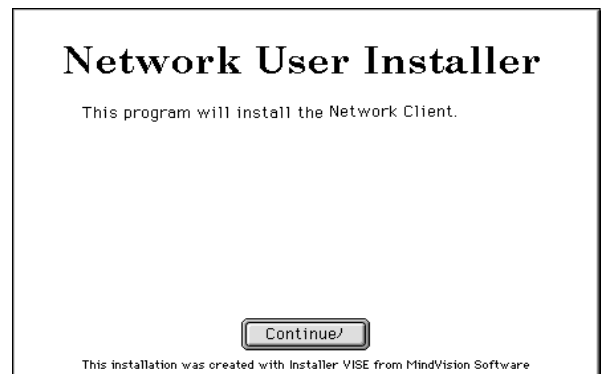 Network User Installer
This program will install the Network Client.
Continue/
This installation was created with Installer VISE from MindVision Software